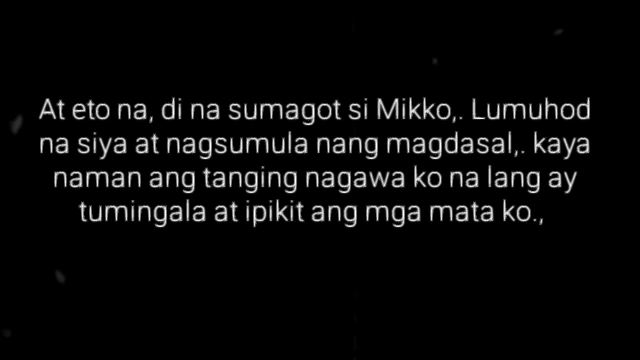 At eto na, di na sumagot si Mikko,. Lumuhod
na siya at nagsumula nang magdasal,. kaya
naman ang tanging nagawa ko na lang ay
tumingala at ipikit ang mga mata ko.,